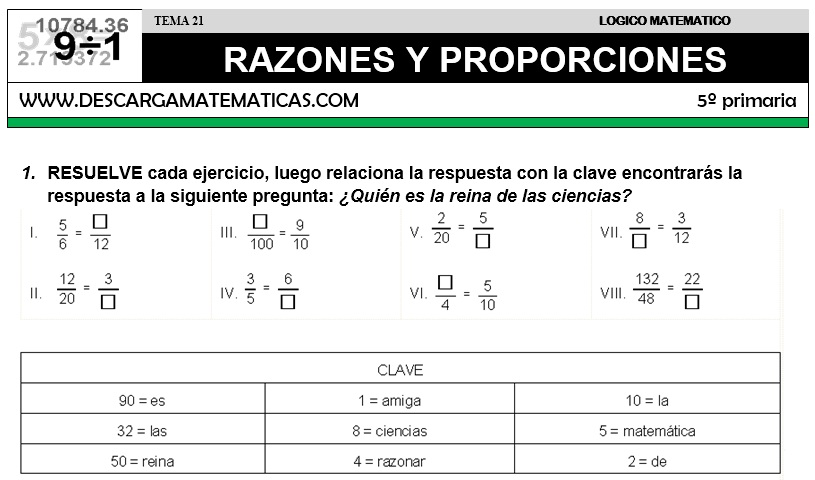 10784.36
9÷1
TEMA 21 LOGICO MATEMATICO
RAZONES Y PROPORCIONES
WWW.DESCARGAMATEMATICAS.COM 5º primaria
1. RESUELVE cada ejercicio, luego relaciona la respuesta con la clave encontrarás la
respuesta a la siguiente pregunta: ¿Quién es la reina de las ciencias?
I. 5/6 = □/12 III. □/100 = 9/10 V. 2/20 = 5/□ VII. 8/□ = 3/12
II. 12/20 = 3/□ IV. 3/5 = 6/□ VI. □/4 = 5/10 VIII. 132/48 = 22/□
CLAVE
90 = es 1 = amiga 10 = la
32 = las 8 = ciencias 5 = matemática
50 = reina 4 = razonar 2 = de